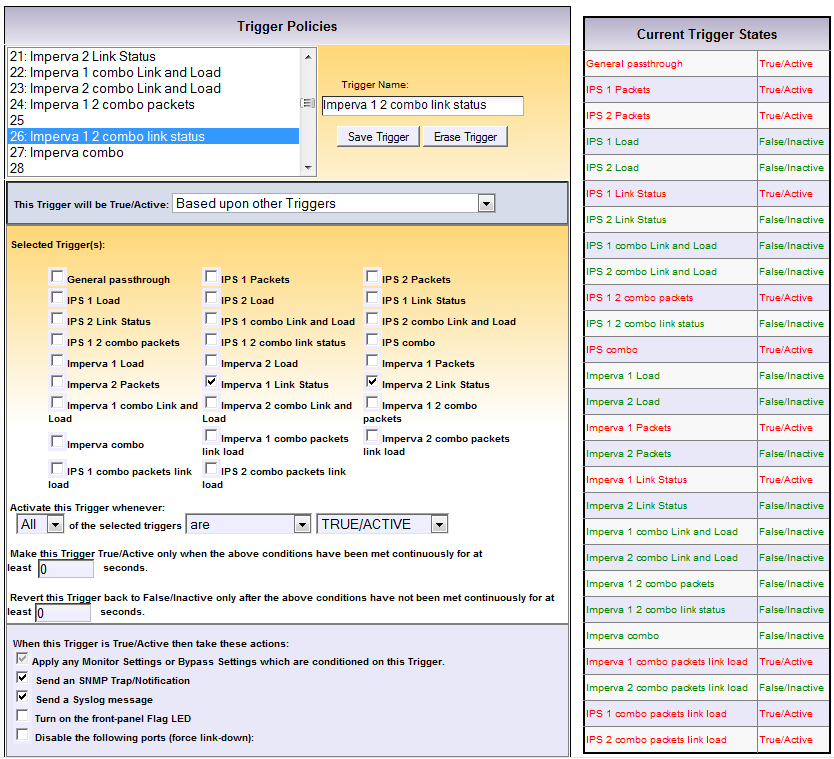 Trigger Policies
21: Imperva 2 Link Status
22: Imperva 1 combo Link and Load
23: Imperva 2 combo Link and Load
24: Imperva 1 2 combo packets
25
26: Imperva 1 2 combo link status
27: Imperva combo
28
Trigger Name:
Imperva 1 2 combo link status
Save Trigger Erase Trigger
This Trigger will be True/Active: Based upon other Triggers
Selected Trigger(s):
General passthrough IPS 1 Packets IPS 2 Packets
IPS 1 Load IPS 2 Load IPS 1 Link Status
IPS 2 Link Status IPS 1 combo Link and Load IPS 2 combo Link and Load
IPS 1 2 combo packets IPS 1 2 combo link status IPS combo
Imperva 1 Load Imperva 2 Load Imperva 1 Packets
Imperva 2 Packets Imperva 1 Link Status Imperva 2 Link Status
Imperva 1 combo Link and Imperva 2 combo Link and Imperva 1 2 combo
Load Load packets
Imperva combo Imperva 1 combo packets Imperva 2 combo packets
link load link load
IPS 1 combo packets link IPS 2 combo packets link
load load
Activate this Trigger whenever:
All of the selected triggers are TRUE/ACTIVE
Make this Trigger True/Active only when the above conditions have been met continuously for at
least 0 seconds.
Revert this Trigger back to False/Inactive only after the above conditions have not been met continuously for at
least 0 seconds.
When this Trigger is True/Active then take these actions:
Apply any Monitor Settings or Bypass Settings which are conditioned on this Trigger.
Send an SNMP Trap/Notification
Send a Syslog message
Turn on the front-panel Flag LED
Disable the following ports (force link-down):
Current Trigger States
General passthrough True/Active
IPS 1 Packets True/Active
IPS 2 Packets True/Active
IPS 1 Load False/Inactive
IPS 2 Load False/Inactive
IPS 1 Link Status True/Active
IPS 2 Link Status False/Inactive
IPS 1 combo Link and Load False/Inactive
IPS 2 combo Link and Load False/Inactive
IPS 1 2 combo packets True/Active
IPS 1 2 combo link status False/Inactive
IPS combo True/Active
Imperva 1 Load False/Inactive
Imperva 2 Load False/Inactive
Imperva 1 Packets True/Active
Imperva 2 Packets False/Inactive
Imperva 1 Link Status True/Active
Imperva 2 Link Status False/Inactive
Imperva 1 combo Link and Load False/Inactive
Imperva 2 combo Link and Load False/Inactive
Imperva 1 2 combo packets False/Inactive
Imperva 1 2 combo link status False/Inactive
Imperva combo False/Inactive
Imperva 1 combo packets link load True/Active
Imperva 2 combo packets link load False/Inactive
IPS 1 combo packets link load True/Active
IPS 2 combo packets link load True/Active